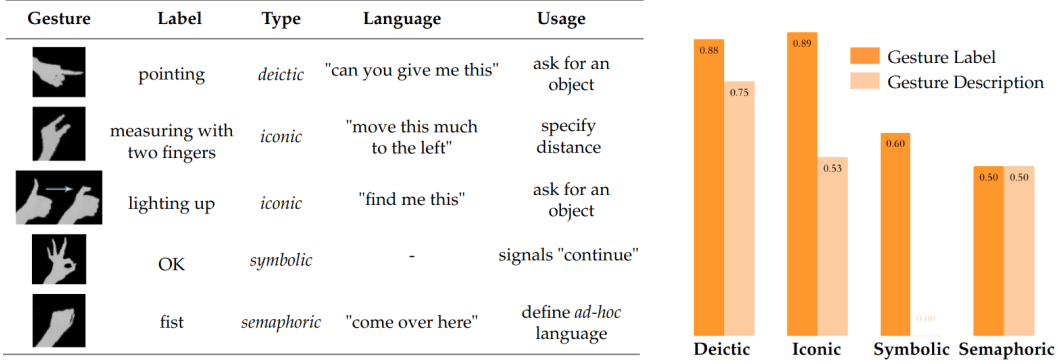 Gesture Label Type Language Usage
pointing deictic "can you give me this" ask for an object
measuring with two fingers iconic "move this much to the left" specify distance
lighting up iconic "find me this" ask for an object
OK symbolic - signals "continue"
fist semaphoric "come over here" define ad-hoc language
Gesture Label
Gesture Description
0.88 0.75 0.89 0.53 0.60 0.00 0.50 0.50
Deictic Iconic Symbolic Semaphoric